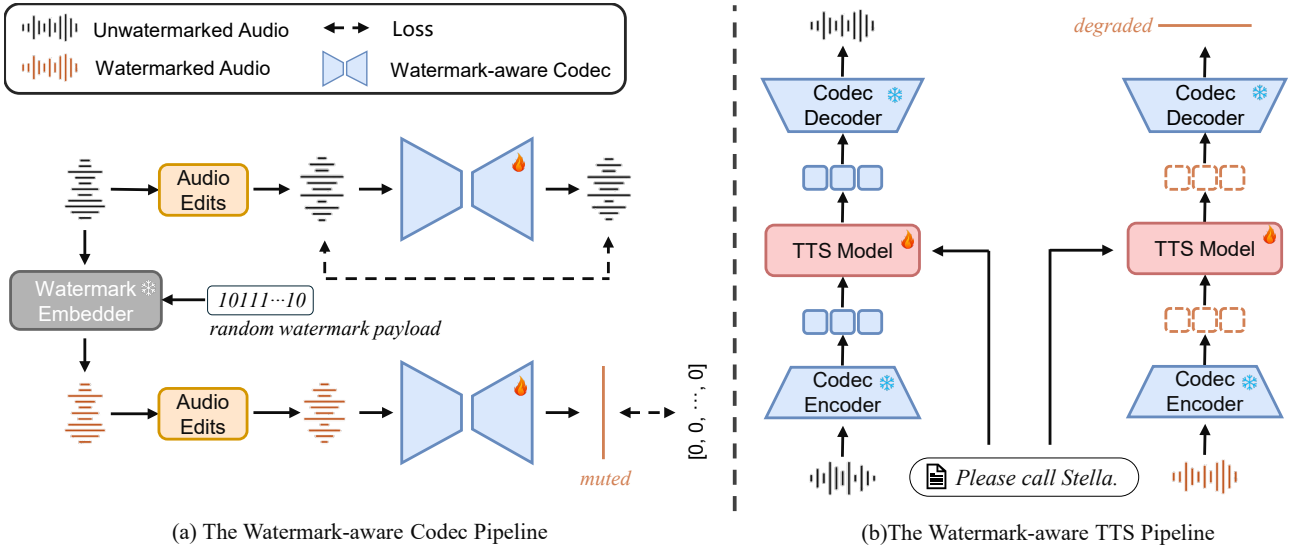 Unwatermarked Audio
Loss
Watermarked Audio
Watermark-aware Codec
Audio
Edits
Watermark
Embedder
10111···10
random watermark payload
Audio
Edits
muted
[0, 0, ···, 0]
(a) The Watermark-aware Codec Pipeline
degraded
Codec
Decoder
Codec
Decoder
TTS Model
TTS Model
Codec
Encoder
Codec
Encoder
Please call Stella.
(b)The Watermark-aware TTS Pipeline